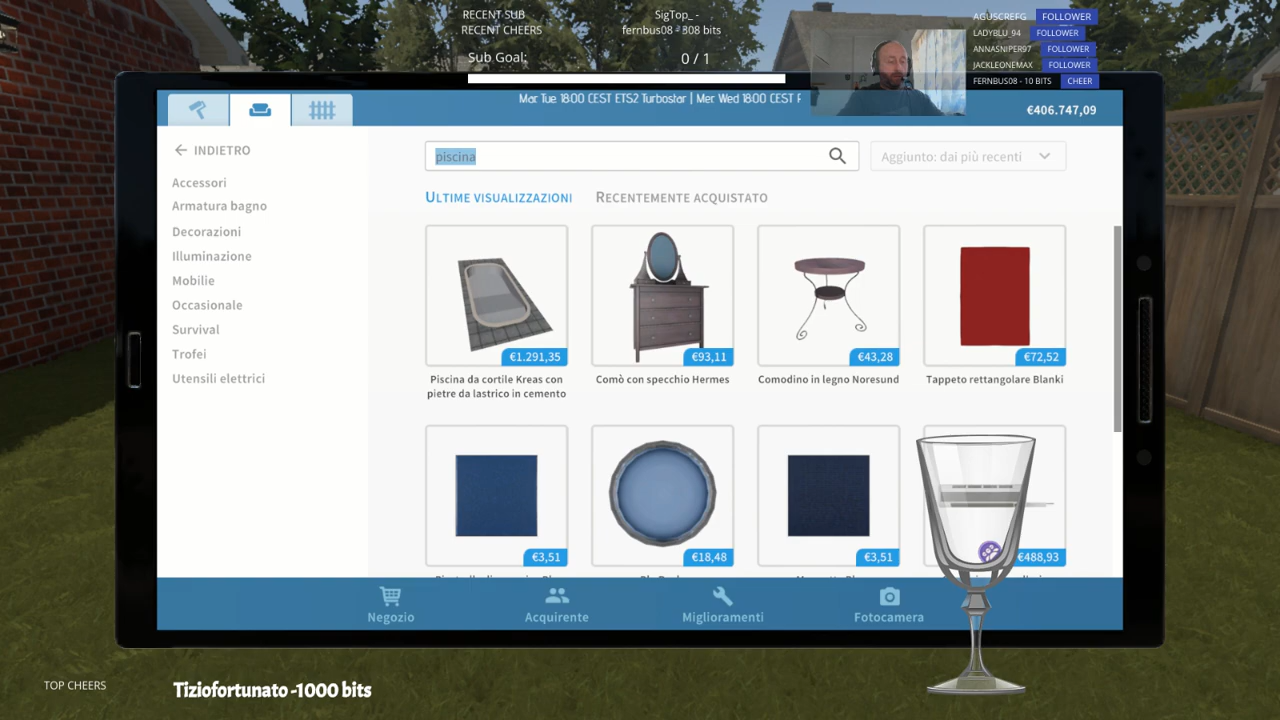 RECENT SUB
SigTop_ -
RECENT CHEERS
fernbus08 - 308 bits
Sub Goal:
0 / 1
AGUSCREFG FOLLOWER
LADYBLU_94 FOLLOWER
ANNASNIPER97 FOLLOWER
JACKLEONEMAX FOLLOWER
FERNBUS08 - 10 BITS CHEER
Mar Tue 18:00 CEST ETS2 Turbostar | Mer Wed 18:00 CEST
€406.747,09
INDIETRO
Accessori
Armatura bagno
Decorazioni
Illuminazione
Mobilie
Occasionale
Survival
Trofei
Utensili elettrici
piscina
Aggiunto: dai più recenti
ULTIME VISUALIZZAZIONI
RECENTEMENTE ACQUISTATO
€1.291,35
Piscina da cortile Kreas con
pietre da lastrico in cemento
€93,11
Comò con specchio Hermes
€43,28
Comodino in legno Noresund
€72,52
Tappeto rettangolare Blanki
€3,51
€18,48
€3,51
€488,93
Negozio
Acquirente
Miglioramenti
Fotocamera
TOP CHEERS
Tiziofortunato -1000 bits